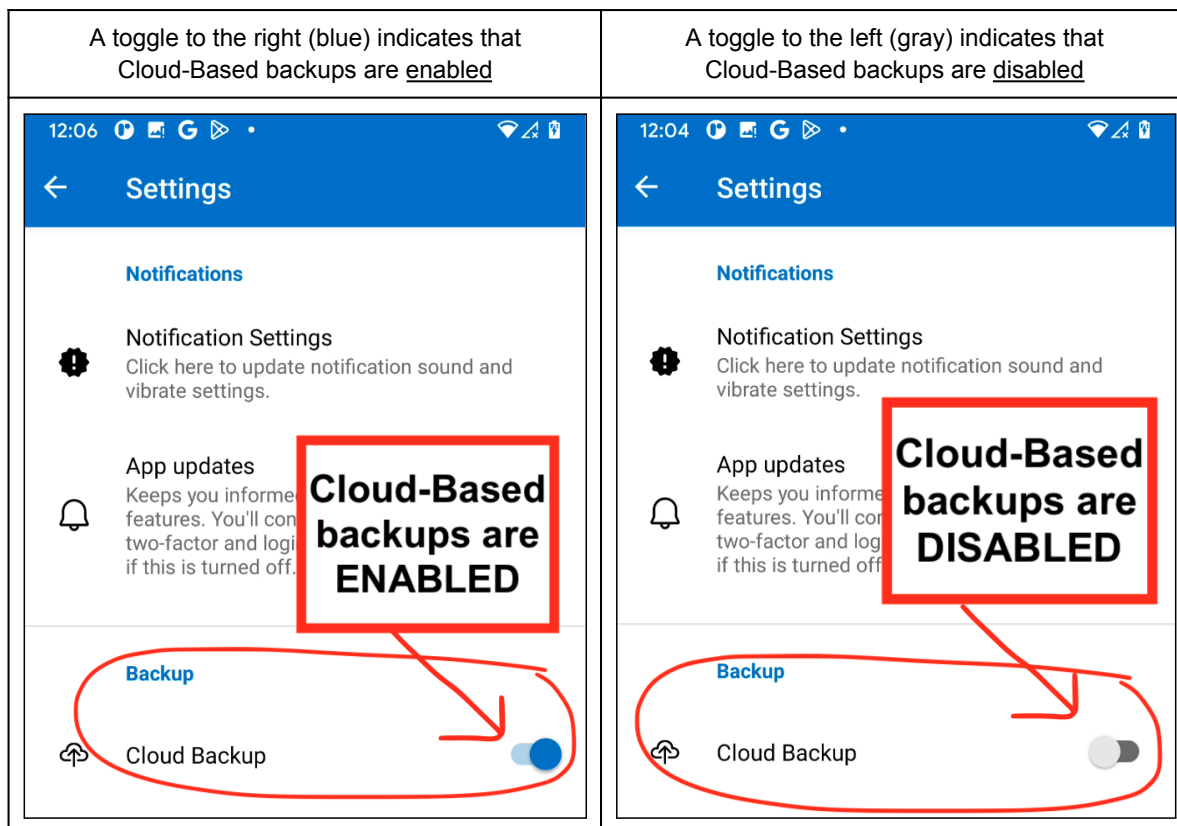 A toggle to the right (blue) indicates that
Cloud-Based backups are enabled
A toggle to the left (gray) indicates that
Cloud-Based backups are disabled
12:06
G
Settings
Notifications
Notification Settings
Click here to update notification sound and
vibrate settings.
App updates
Keeps you informe
features. You'll con
two-factor and logi
if this is turned off.
Cloud-Based
backups are
ENABLED
Backup
Cloud Backup
12:04
G
Settings
Notifications
Notification Settings
Click here to update notification sound and
vibrate settings.
App updates
Keeps you informe
features. You'll con
two-factor and log
if this is turned off
Cloud-Based
backups are
DISABLED
Backup
Cloud Backup